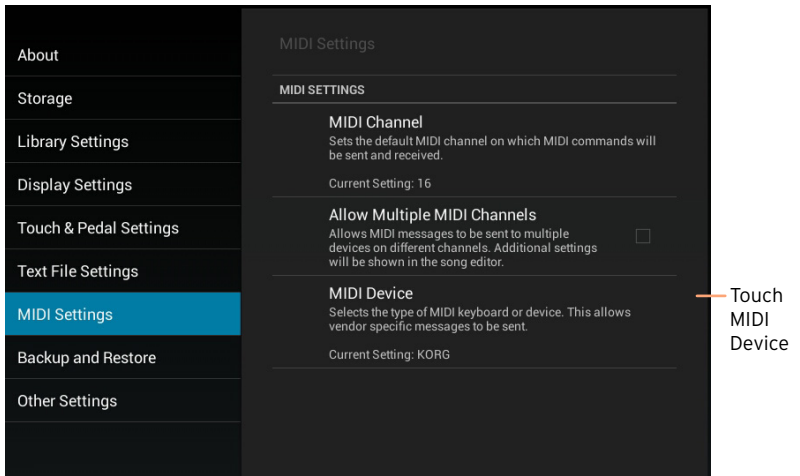 About
Storage
Library Settings
Display Settings
Touch & Pedal Settings
Text File Settings
MIDI Settings
Backup and Restore
Other Settings
MIDI Settings
MIDI SETTINGS
MIDI Channel
Sets the default MIDI channel on which MIDI commands will
be sent and received.
Current Setting: 16
Allow Multiple MIDI Channels
Allows MIDI messages to be sent to multiple
devices on different channels. Additional settings
will be shown in the song editor.
MIDI Device
Selects the type of MIDI keyboard or device. This allows
vendor specific messages to be sent.
Current Setting: KORG
Touch
MIDI
Device